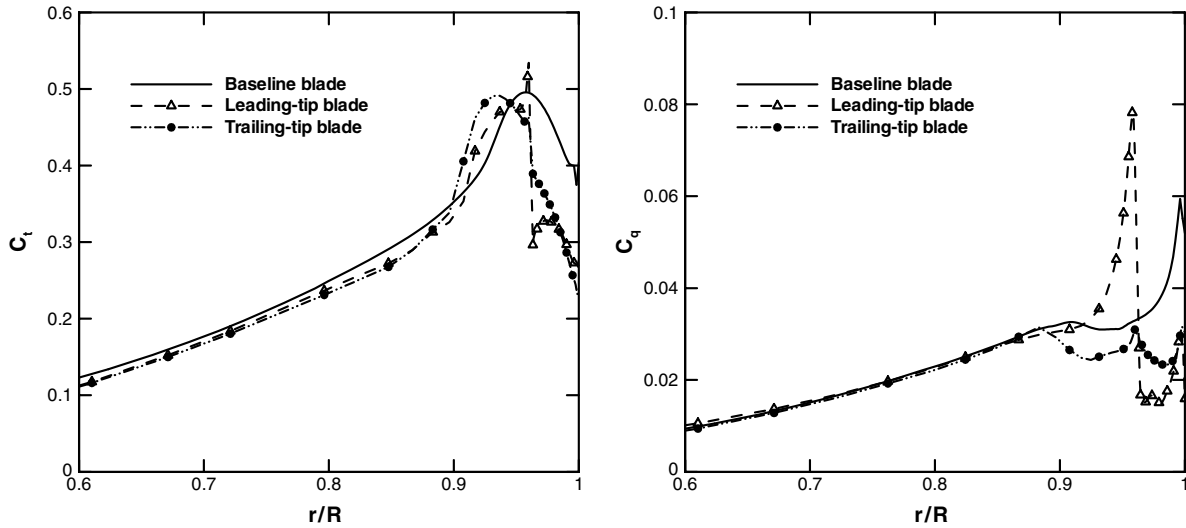 0.6
0.5
0.4
0.3
0.2
0.1
0
C_t
Baseline blade
Leading-tip blade
Trailing-tip blade
0.6 0.7 0.8 0.9 1
r/R
0.1
0.08
0.06
0.04
0.02
0
C_q
Baseline blade
Leading-tip blade
Trailing-tip blade
0.6 0.7 0.8 0.9 1
r/R